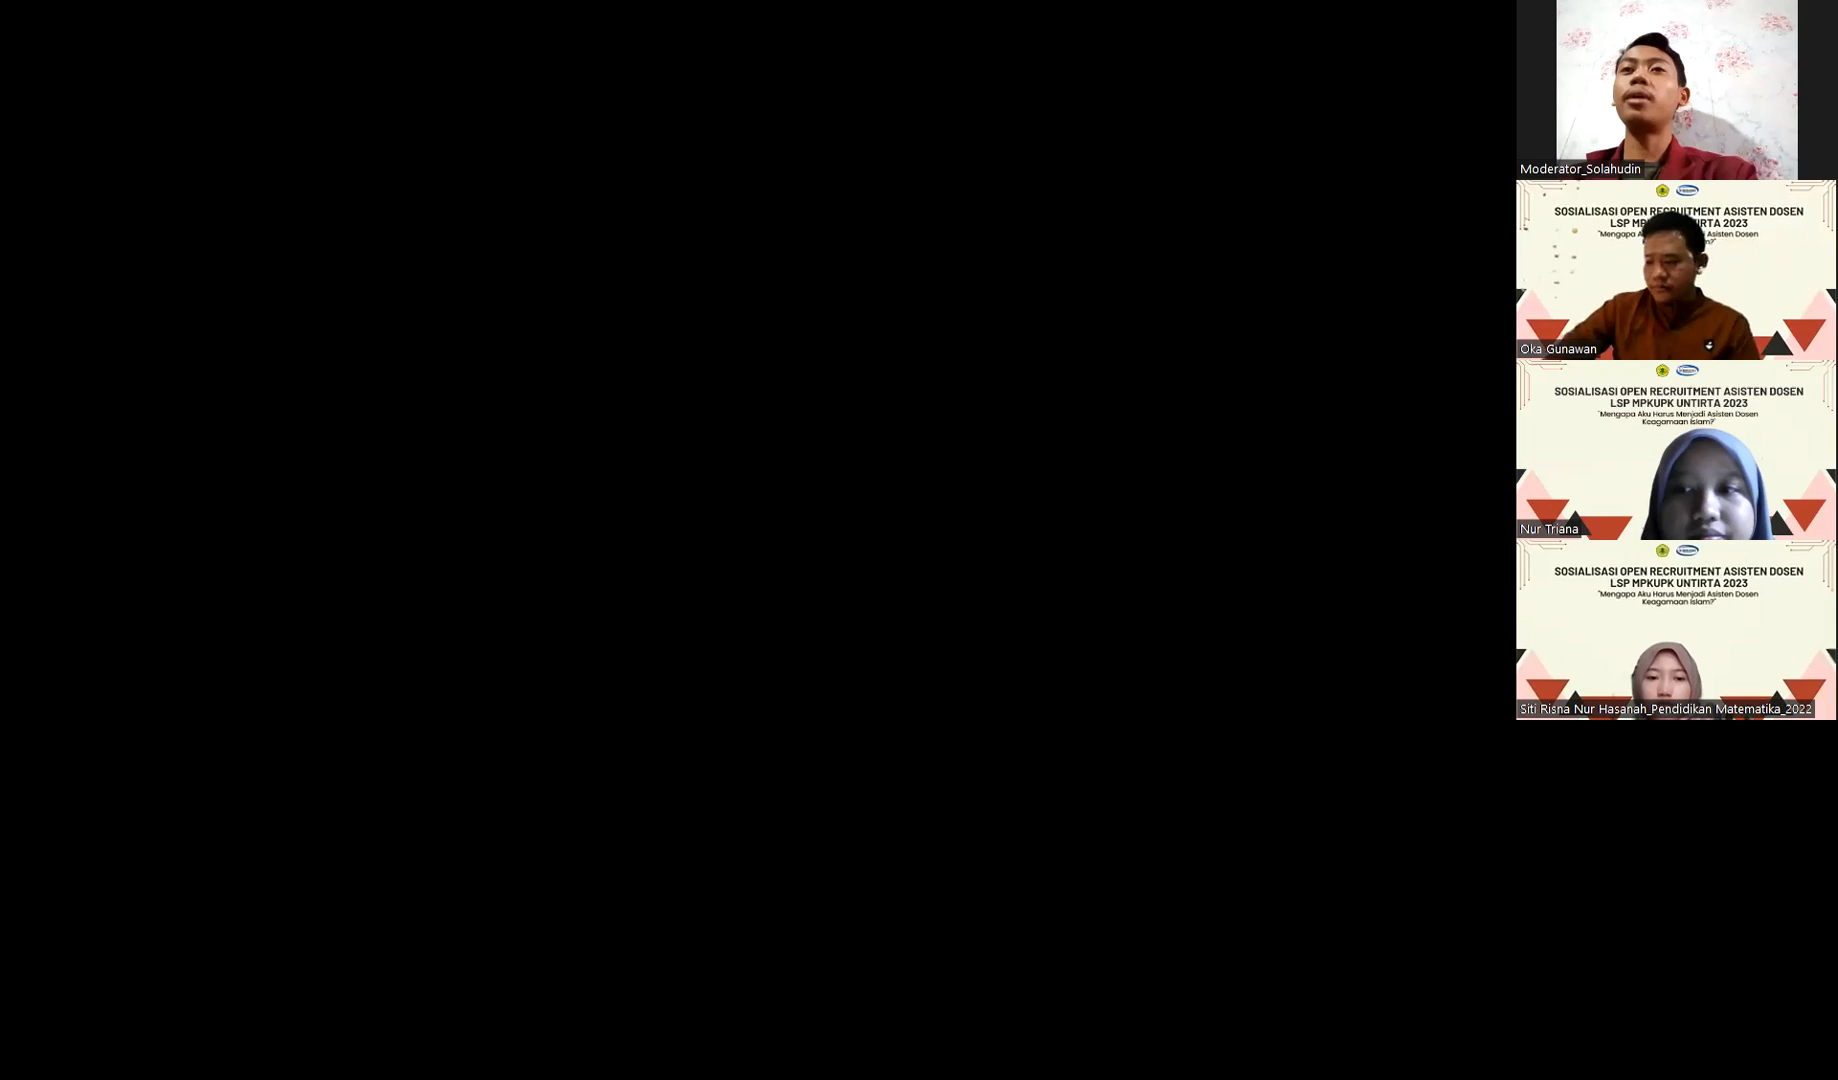 Moderator_Solahudin
SOSIALISASI OPEN RECRUITMENT ASISTEN DOSEN
LSP MPKUPK UNTIRTA 2023
"Mengapa Asisten Dosen
Oka Gunawan
SOSIALISASI OPEN RECRUITMENT ASISTEN DOSEN
LSP MPKUPK UNTIRTA 2023
"Mengapa Aku Harus Menjadi Asisten Dosen
Keagamaan Islam?"
Nur Triana
SOSIALISASI OPEN RECRUITMENT ASISTEN DOSEN
LSP MPKUPK UNTIRTA 2023
"Mengapa Aku Harus Menjadi Asisten Dosen
Keagamaan Islam?"
Siti Risna Nur Hasanah_Pendidikan Matematika_2022